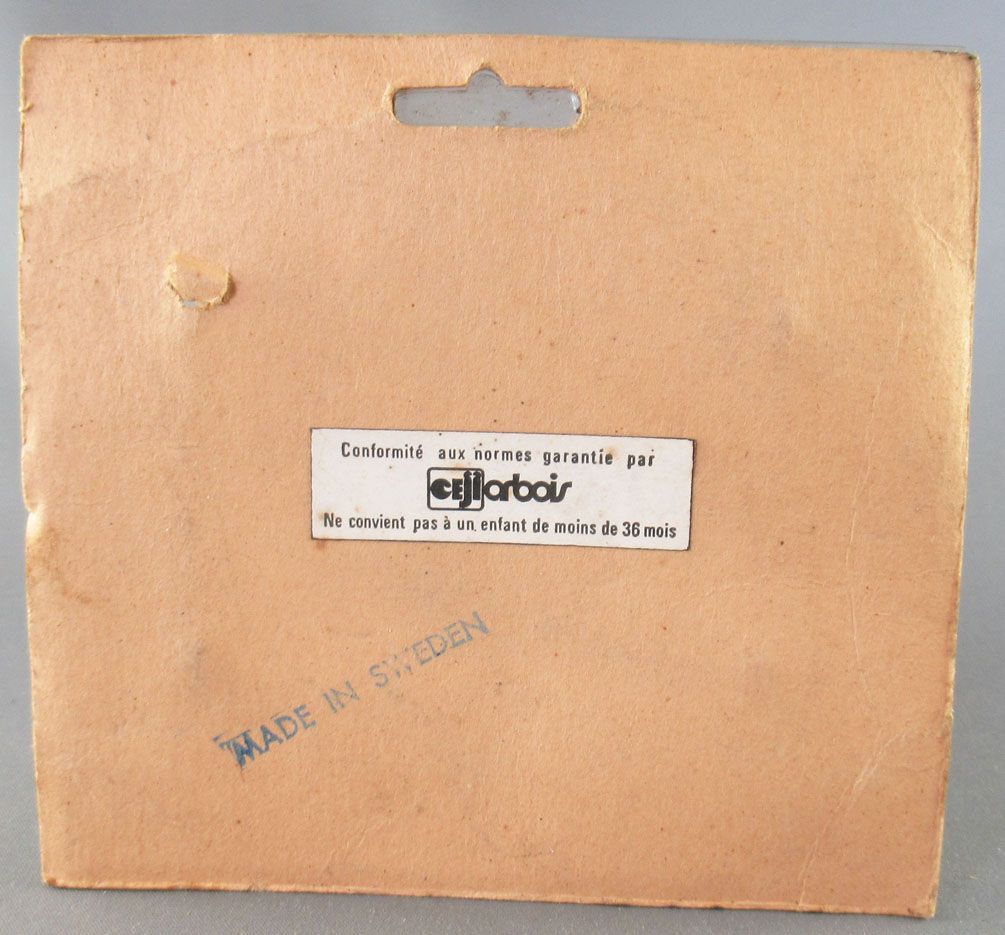 Conformité aux normes garantie par
CEJI arbois
Ne convient pas à un enfant de moins de 36 mois
MADE IN SWEDEN